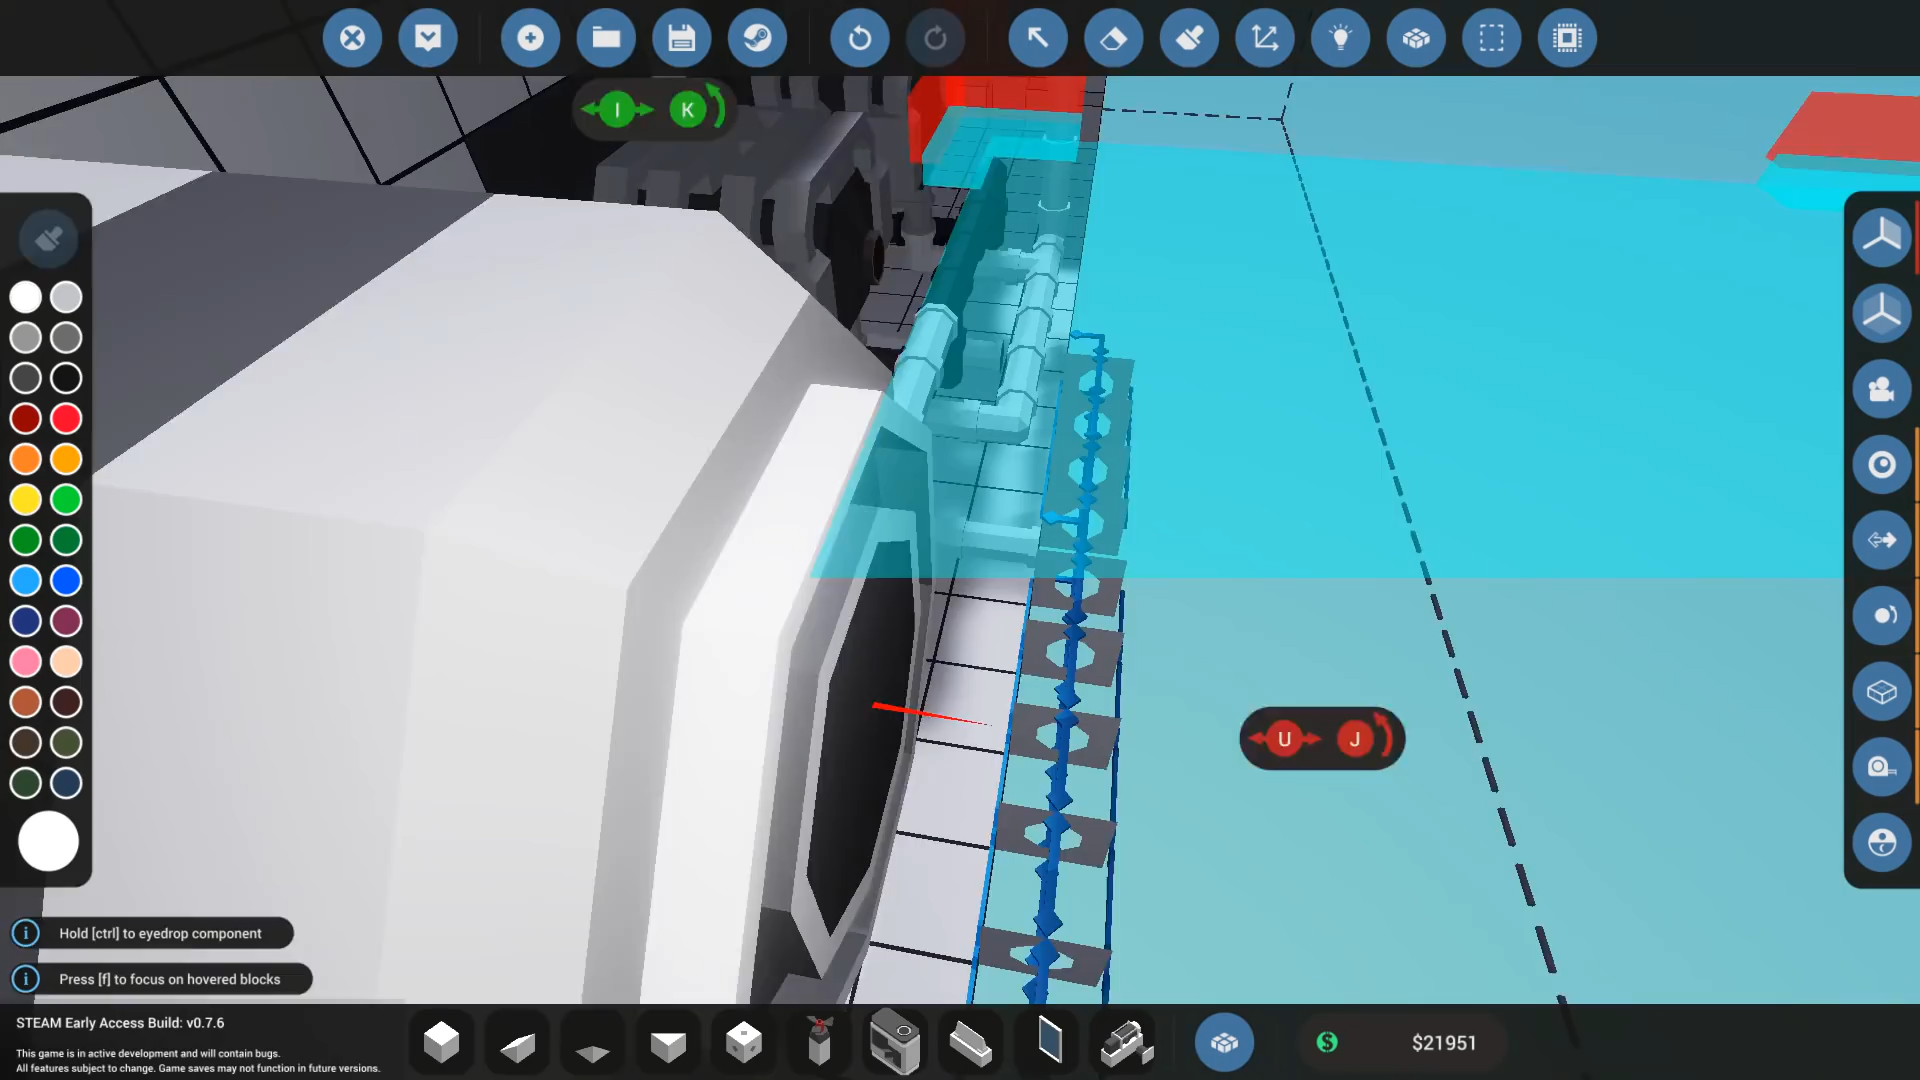 I K
U J
Hold [ctrl] to eyedrop component
Press [f] to focus on hovered blocks
STEAM Early Access Build: v0.7.6
This game is in active development and will contain bugs.
All features subject to change. Game saves may not function in future versions.
$ $21951